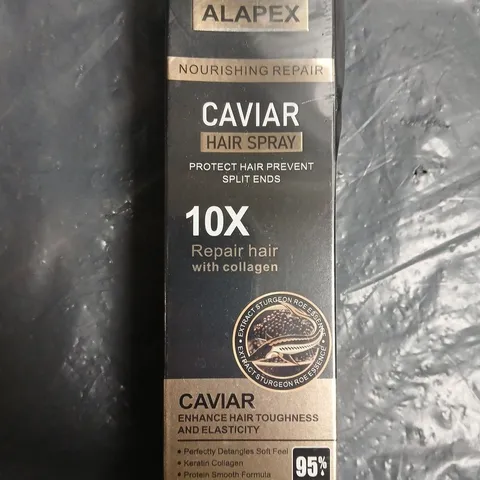 ALAPEX
NOURISHING REPAIR
CAVIAR
HAIR SPRAY
PROTECT HAIR PREVENT
SPLIT ENDS
10X
Repair hair
with collagen
EXTRACT STURGEON ROE ESSENCE
EXTRACT STURGEON ROE ESSENCE
CAVIAR
ENHANCE HAIR TOUGHNESS
AND ELASTICITY
• Perfectly Detangles Soft Feel
• Keratin Collagen
• Protein Smooth Formula
95%